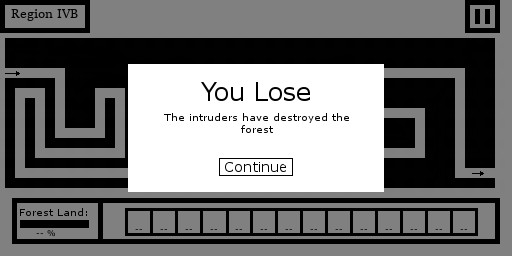 Region IVB
You Lose
The intruders have destroyed the
forest
Continue
Forest Land:
-- %
-- -- -- -- -- -- -- -- -- -- -- -- -- --